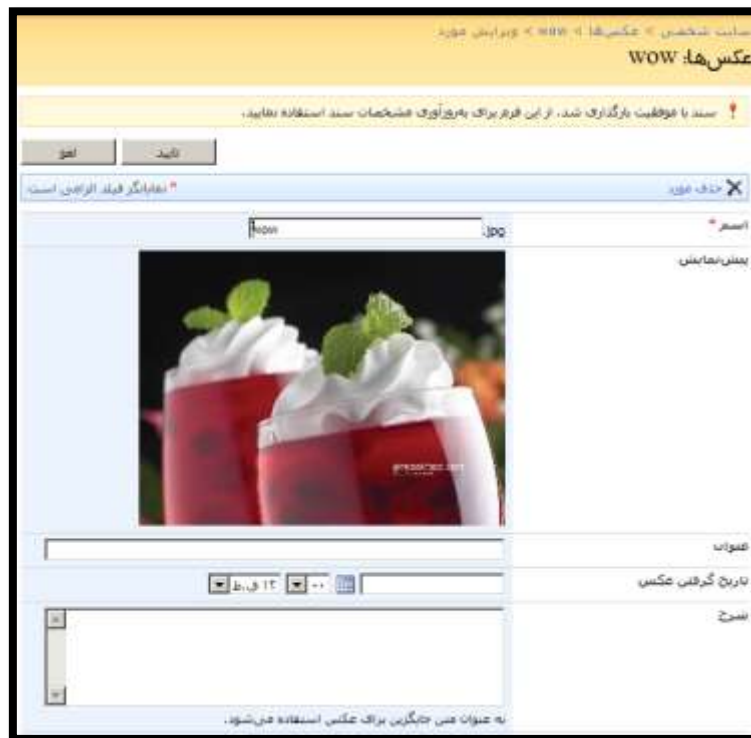 سایت شخصی > عکس‌ها > wow > ویرایش مورد
عکس‌ها: wow
سند با موفقیت بارگذاری شد. از این فرم برای به‌روزآوری مشخصات سند استفاده نمایید.
تایید لغو
حذف مورد * نمایانگر فیلد الزامی است
اسم * wow .jpg
پیش‌نمایش
عنوان
تاریخ گرفتن عکس ۱۲ ق.ظ ۰۰
شرح
به عنوان متن جایگزین برای عکس استفاده می‌شود.